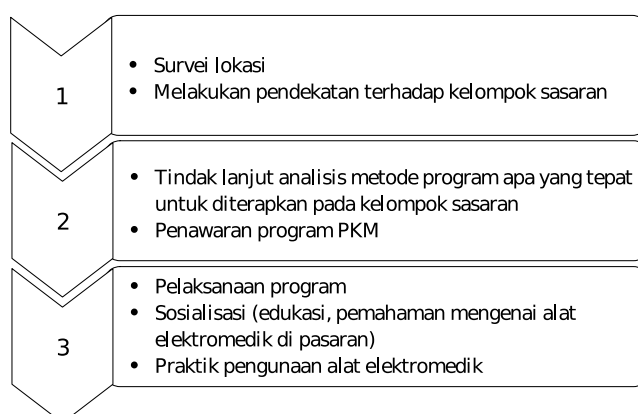 1
• Survei lokasi
• Melakukan pendekatan terhadap kelompok sasaran
2
• Tindak lanjut analisis metode program apa yang tepat
untuk diterapkan pada kelompok sasaran
• Penawaran program PKM
3
• Pelaksanaan program
• Sosialisasi (edukasi, pemahaman mengenai alat
elektromedik di pasaran)
• Praktik pengunaan alat elektromedik